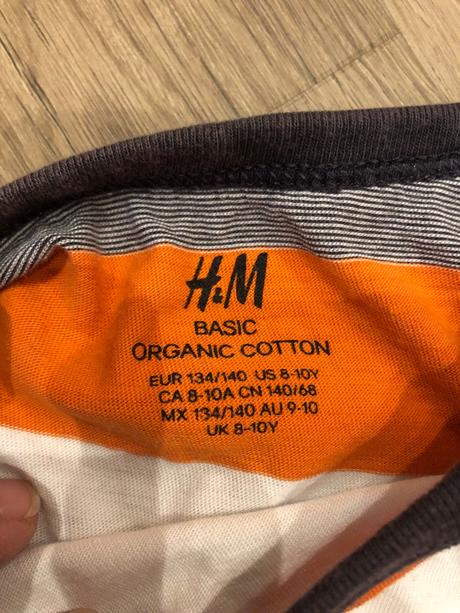 H&M
BASIC
ORGANIC COTTON
EUR 134/140 US 8-10Y
CA 8-10A CN 140/68
MX 134/140 AU 9-10
UK 8-10Y